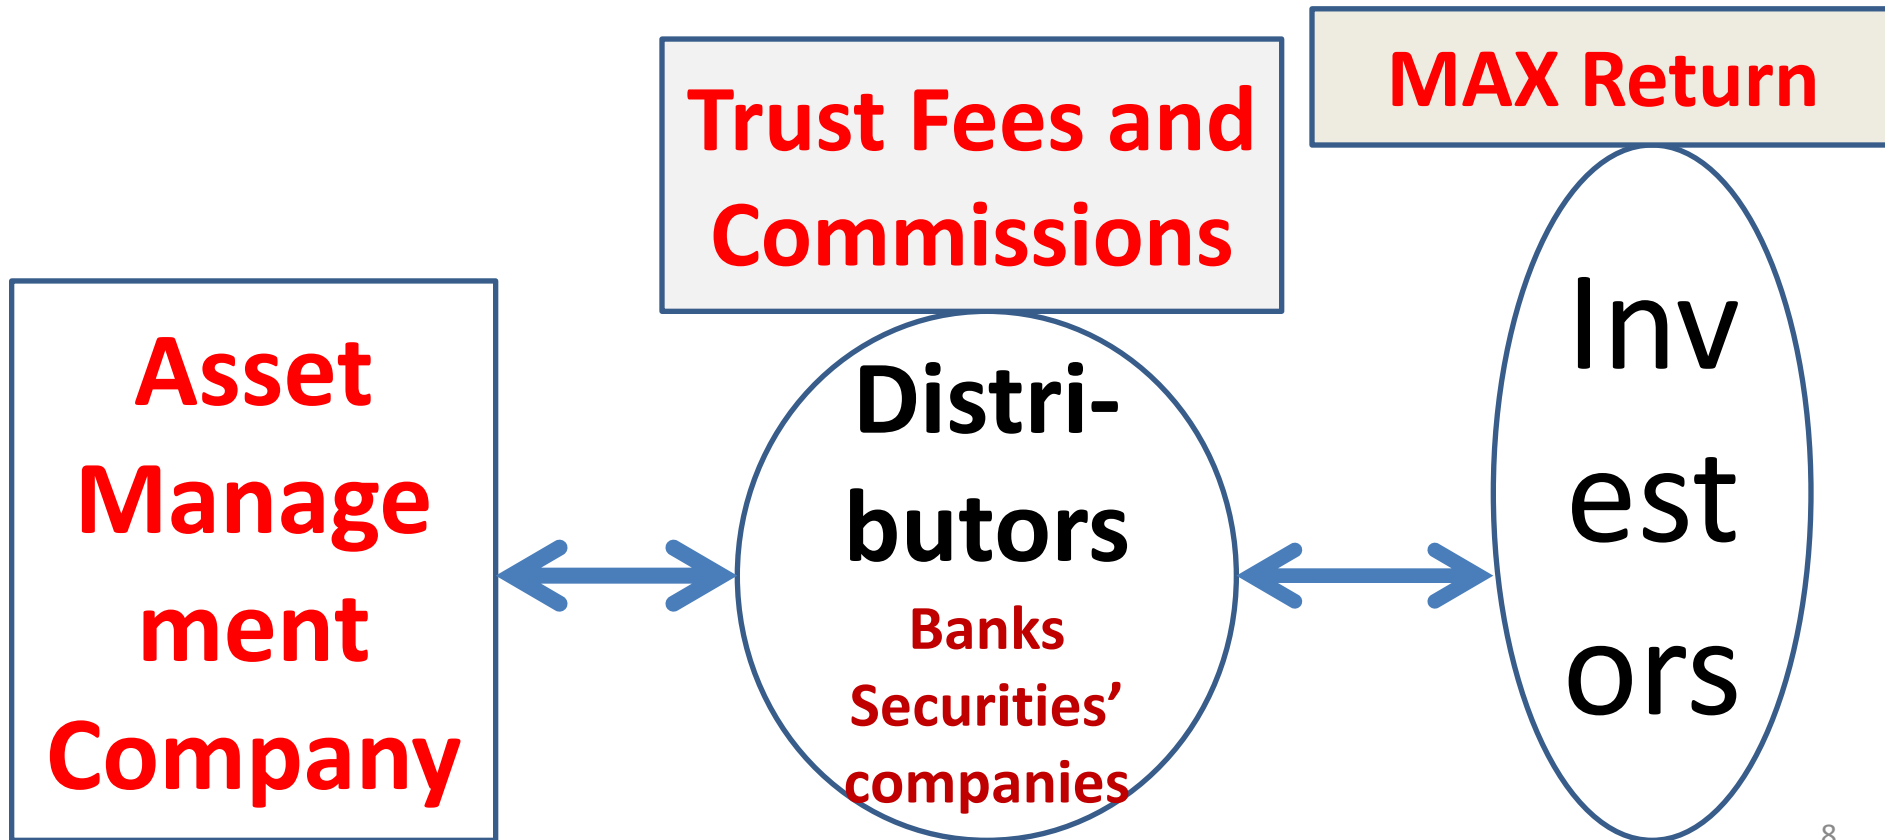 MAX Return
Trust Fees and
Commissions
Asset
Manage
ment
Company
Distri-
butors
Banks
Securities’
companies
Inv
est
ors
8